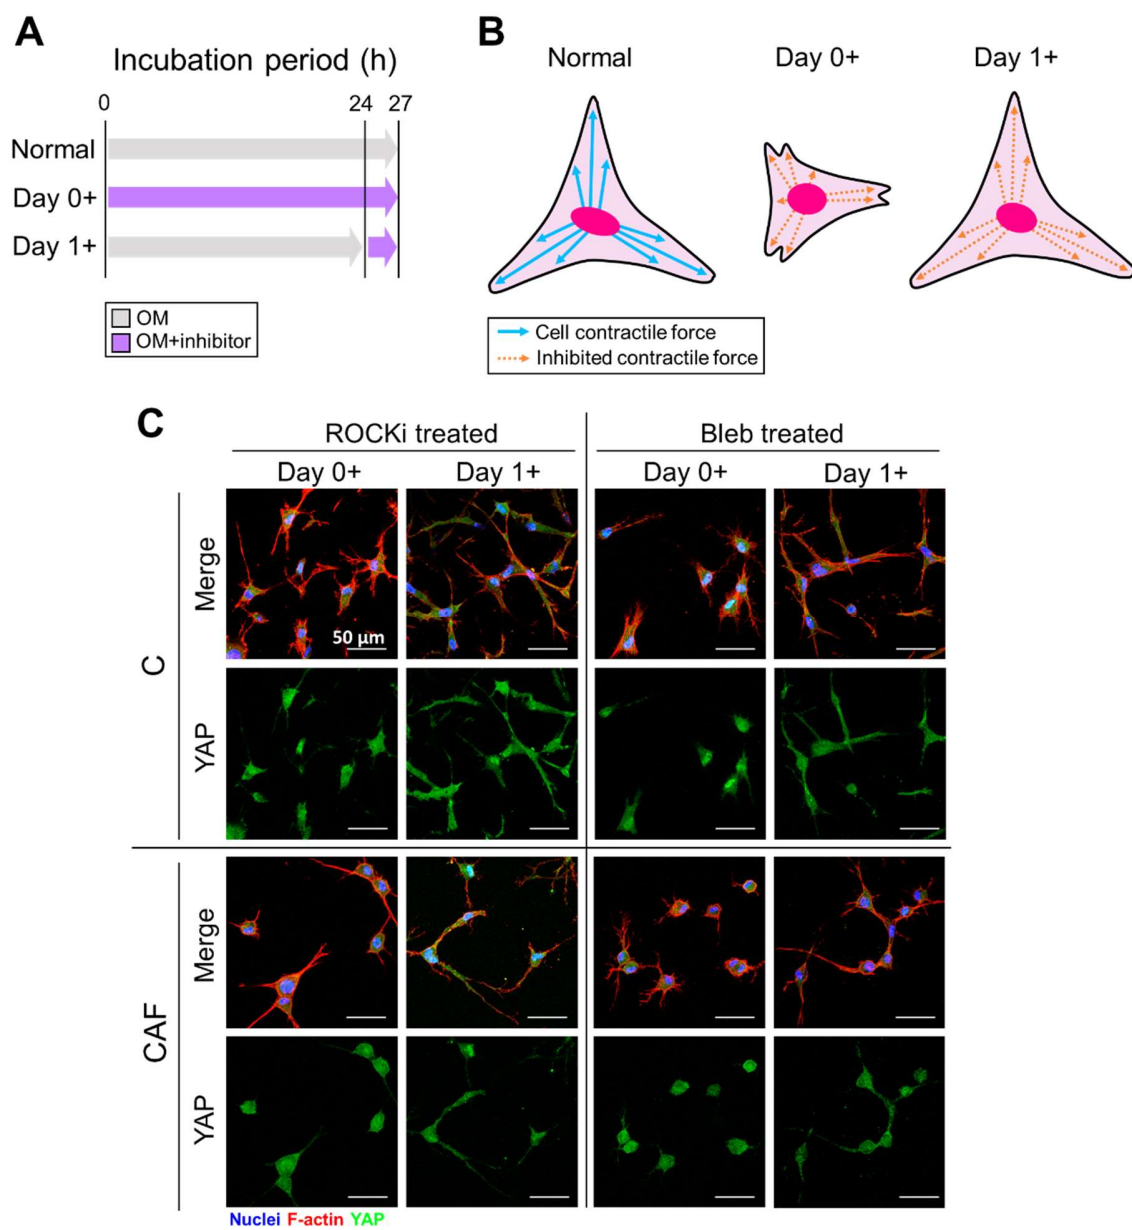 A
Incubation period (h)
0
24
27
Normal
Day 0+
Day 1+
OM
OM+inhibitor
B
Normal
Day 0+
Day 1+
Cell contractile force
Inhibited contractile force
C
ROCKi treated
Bleb treated
Day 0+
Day 1+
Day 0+
Day 1+
C
Merge
50 μm
YAP
CAF
Merge
YAP
Nuclei F-actin YAP